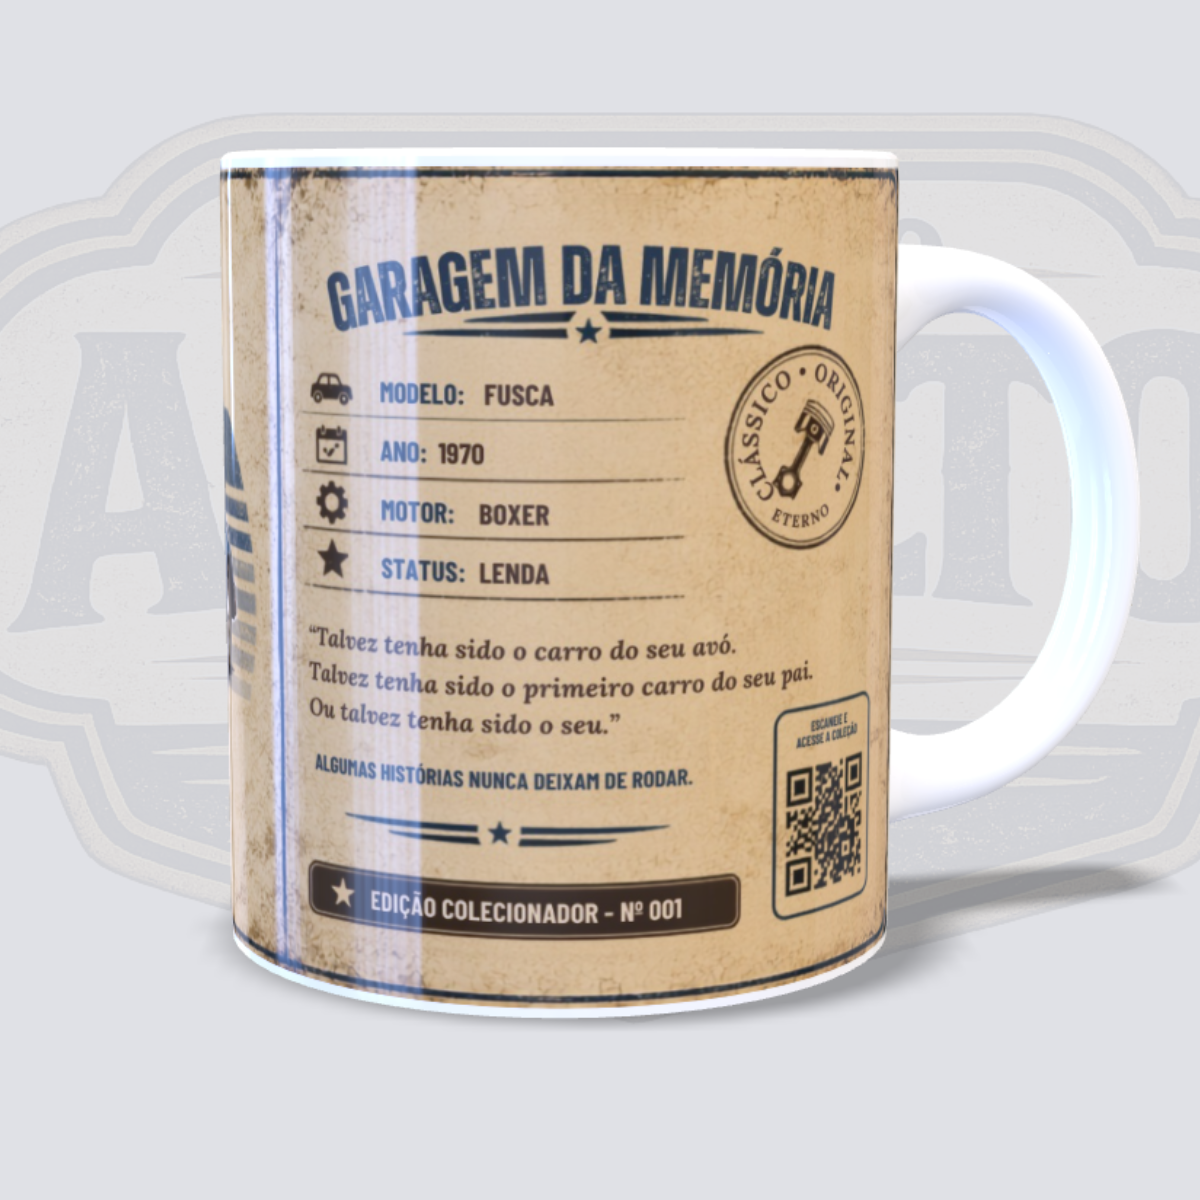 GARAGEM DA MEMÓRIA
MODELO: FUSCA
ANO: 1970
MOTOR: BOXER
STATUS: LENDA
CLÁSSICO • ORIGINAL •
ETERNO
“Talvez tenha sido o carro do seu avó.
Talvez tenha sido o primeiro carro do seu pai.
Ou talvez tenha sido o seu.”
ALGUMAS HISTÓRIAS NUNCA DEIXAM DE RODAR.
ESCANEIE E
ACESSE A COLEÇÃO
EDIÇÃO COLECIONADOR - Nº 001